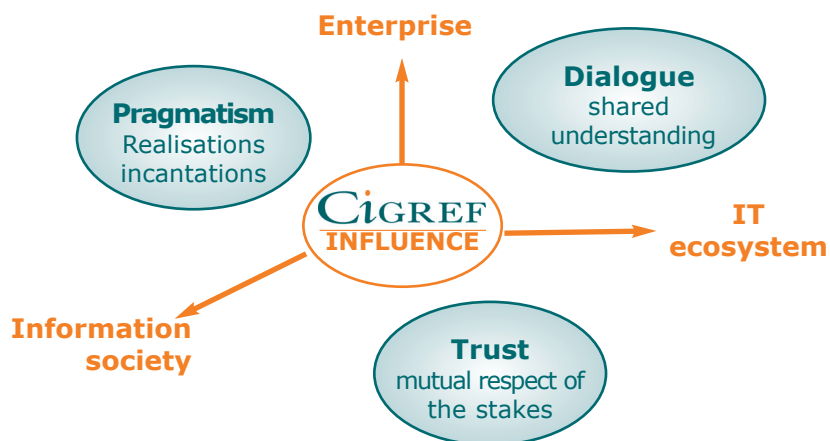 Enterprise
Pragmatism
Realisations
incantations
Dialogue
shared
understanding
CIGREF
INFLUENCE
IT
ecosystem
Information
society
Trust
mutual respect of
the stakes